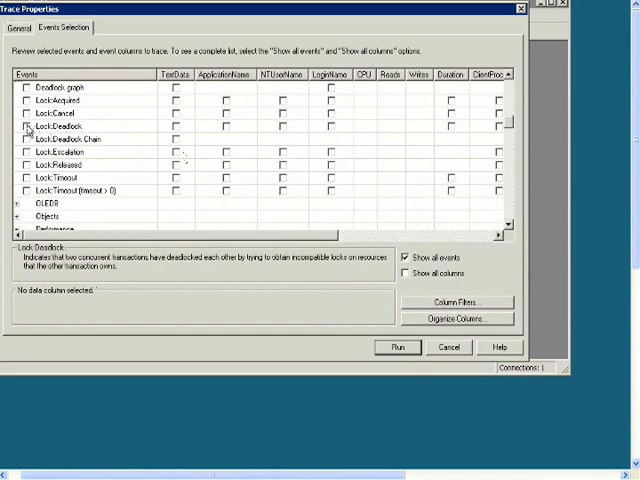 Trace Properties
General Events Selection
Review selected events and event columns to trace. To see a complete list, select the "Show all events" and "Show all columns" options.
Events TextData ApplicationName NTUserName LoginName CPU Reads Writes Duration ClientProc
Deadlock graph
Lock:Acquired
Lock:Cancel
Lock:Deadlock
Lock:Deadlock Chain
Lock:Escalation
Lock:Released
Lock:Timeout
Lock:Timeout (timeout > 0)
OLEDB
Objects
Performance
Lock:Deadlock
Indicates that two concurrent transactions have deadlocked each other by trying to obtain incompatible locks on resources
that the other transaction owns.
Show all events
Show all columns
No data column selected.
Column Filters...
Organize Columns...
Run Cancel Help
Connections: 1